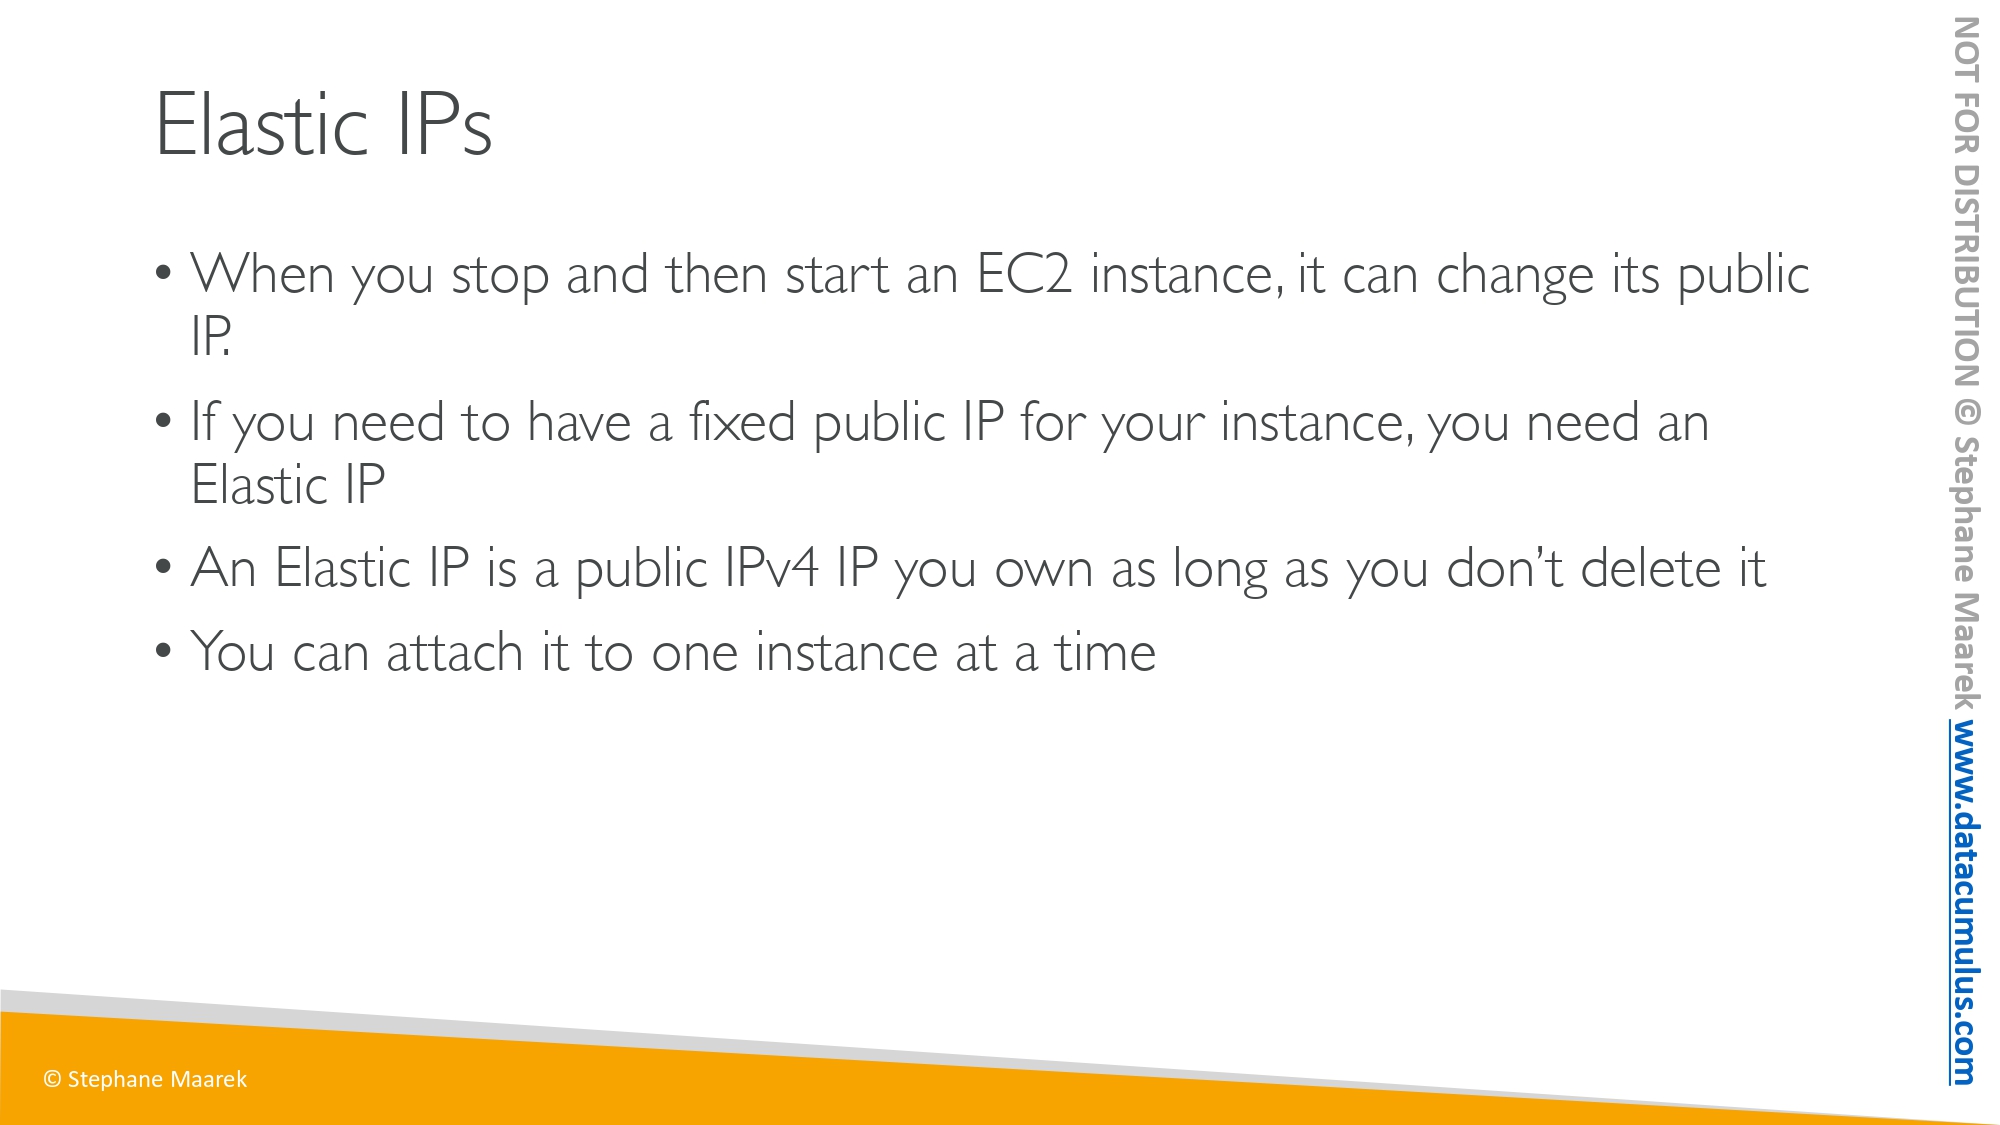 Elastic IPs
• When you stop and then start an EC2 instance, it can change its public
IP.
• If you need to have a fixed public IP for your instance, you need an
Elastic IP
• An Elastic IP is a public IPv4 IP you own as long as you don’t delete it
• You can attach it to one instance at a time
© Stephane Maarek
NOT FOR DISTRIBUTION © Stephane Maarek www.datacumulus.com